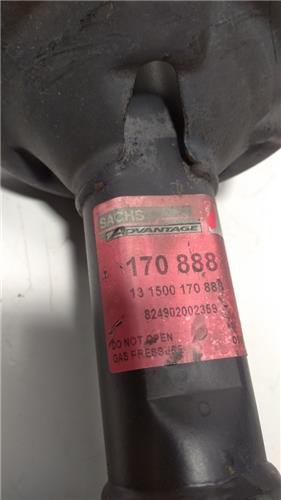 SACHS
ADVANTAGE
170 888
13 1500 170 888
824902002359
DO NOT OPEN
GAS PRESSURE